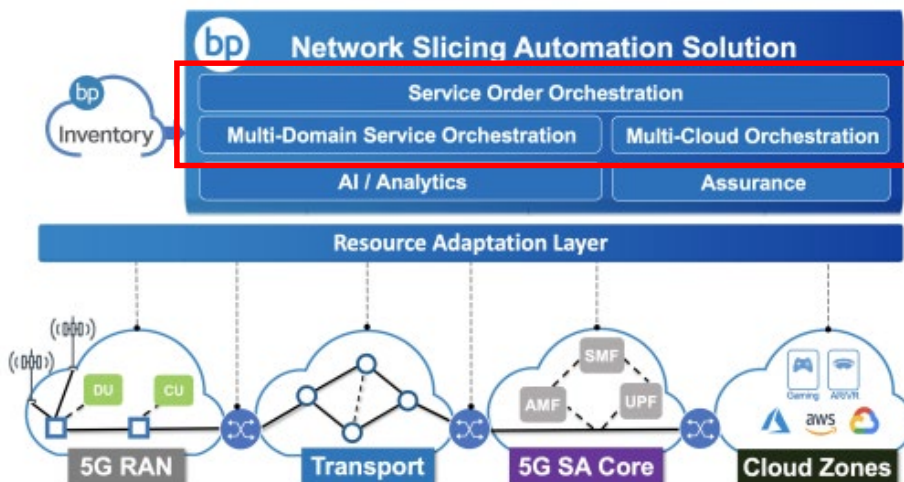 bp Network Slicing Automation Solution
Service Order Orchestration
bp
Inventory
Multi-Domain Service Orchestration Multi-Cloud Orchestration
AI / Analytics Assurance
Resource Adaptation Layer
DU CU
SMF
AMF UPF
Gaming AR/VR
aws
5G RAN Transport 5G SA Core Cloud Zones